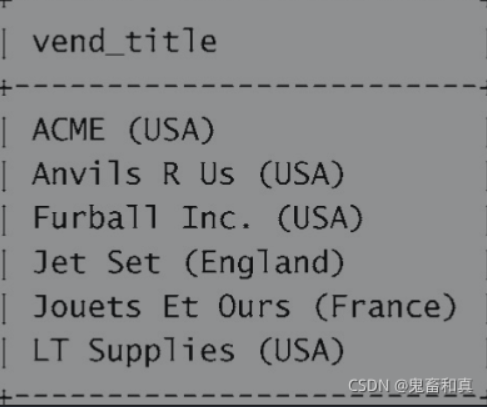 vend_title
ACME (USA)
Anvils R Us (USA)
Furball Inc. (USA)
Jet Set (England)
Jouets Et Ours (France)
LT Supplies (USA)
CSDN @鬼畜和真